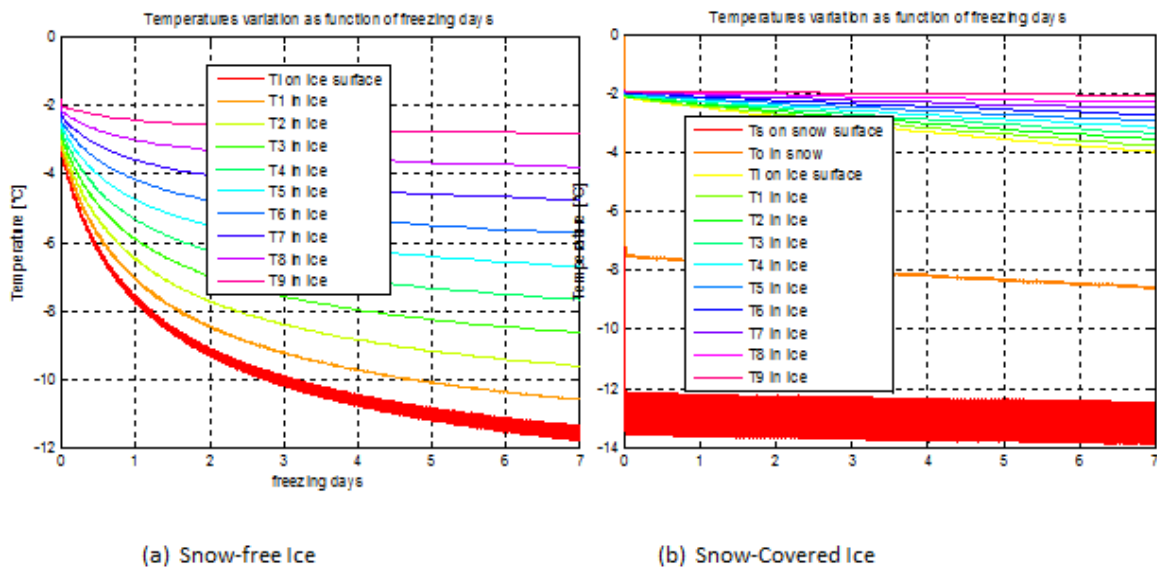 Temperatures variation as function of freezing days
0
-2
-4
-6
-8
-10
-12
Temperature [°C]
TI on Ice surface
T1 In Ice
T2 In Ice
T3 In Ice
T4 In Ice
T5 In Ice
T6 In Ice
T7 In Ice
T8 In Ice
T9 In Ice
0 1 2 3 4 5 6 7
freezing days
(a) Snow-free Ice
Temperatures variation as function of freezing days
0
-2
-4
-6
-8
-10
-12
-14
Temperature [°C]
Ts on snow surface
To In snow
TI on Ice surface
T1 In Ice
T2 In Ice
T3 In Ice
T4 In Ice
T5 In Ice
T6 In Ice
T7 In Ice
T8 In Ice
T9 In Ice
0 1 2 3 4 5 6 7
(b) Snow-Covered Ice